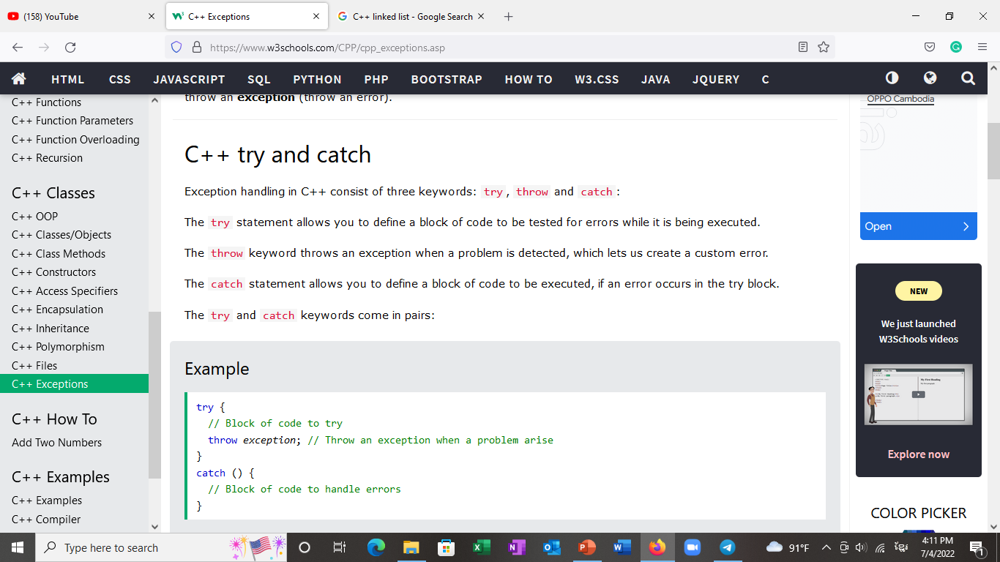 (158) YouTube
C++ Exceptions
C++ linked list - Google Search
https://www.w3schools.com/CPP/cpp_exceptions.asp
HTML CSS JAVASCRIPT SQL PYTHON PHP BOOTSTRAP HOW TO W3.CSS JAVA JQUERY C
C++ Functions
C++ Function Parameters
C++ Function Overloading
C++ Recursion
C++ Classes
C++ OOP
C++ Classes/Objects
C++ Class Methods
C++ Constructors
C++ Access Specifiers
C++ Encapsulation
C++ Inheritance
C++ Polymorphism
C++ Files
C++ Exceptions
C++ How To
Add Two Numbers
C++ Examples
C++ Examples
C++ Compiler
throw an exception (throw an error).
C++ try and catch
Exception handling in C++ consist of three keywords: try, throw and catch:
The try statement allows you to define a block of code to be tested for errors while it is being executed.
The throw keyword throws an exception when a problem is detected, which lets us create a custom error.
The catch statement allows you to define a block of code to be executed, if an error occurs in the try block.
The try and catch keywords come in pairs:
Example
try {
// Block of code to try
throw exception; // Throw an exception when a problem arise
}
catch () {
// Block of code to handle errors
}
OPPO Cambodia
Open
NEW
We just launched
W3Schools videos
My First Heading
Explore now
COLOR PICKER
Type here to search
91°F
4:11 PM
7/4/2022
1